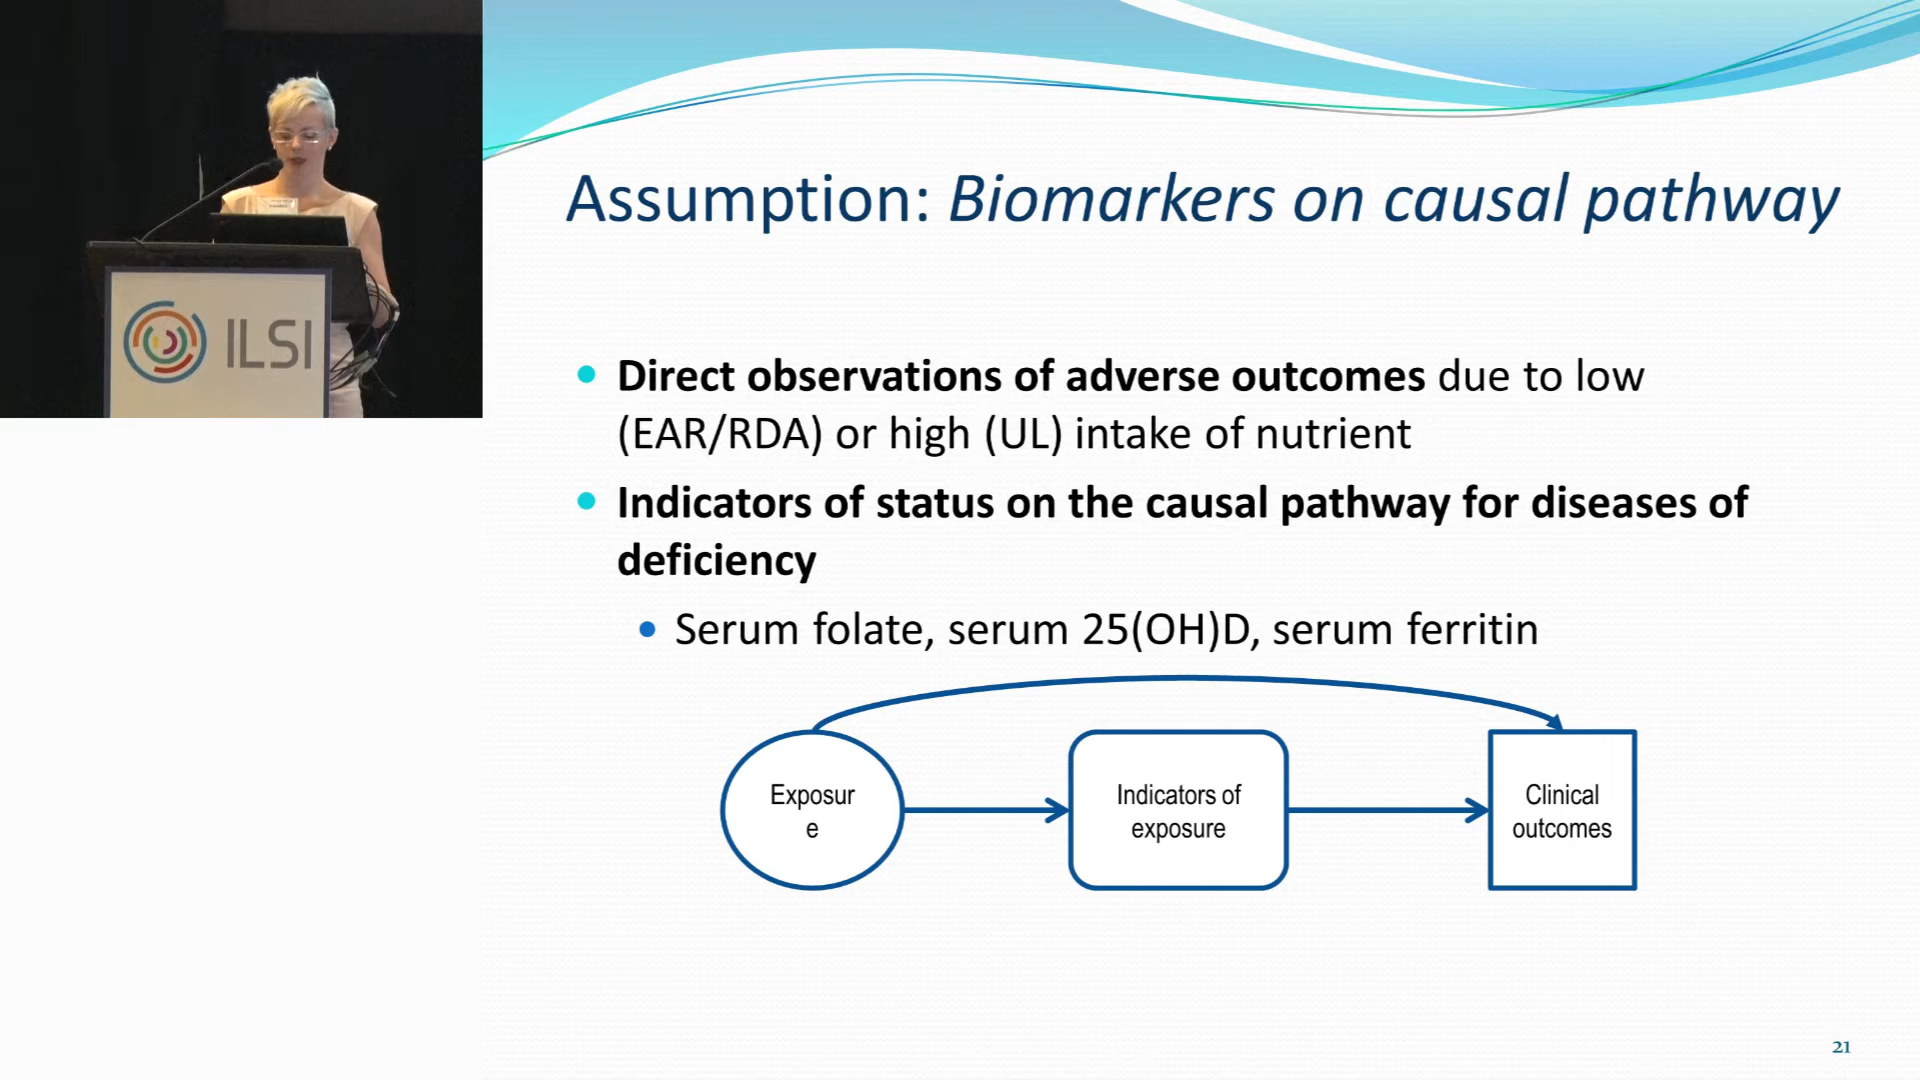 ILSI
Assumption: Biomarkers on causal pathway
• Direct observations of adverse outcomes due to low
(EAR/RDA) or high (UL) intake of nutrient
• Indicators of status on the causal pathway for diseases of
deficiency
• Serum folate, serum 25(OH)D, serum ferritin
Exposur
e
Indicators of
exposure
Clinical
outcomes
21